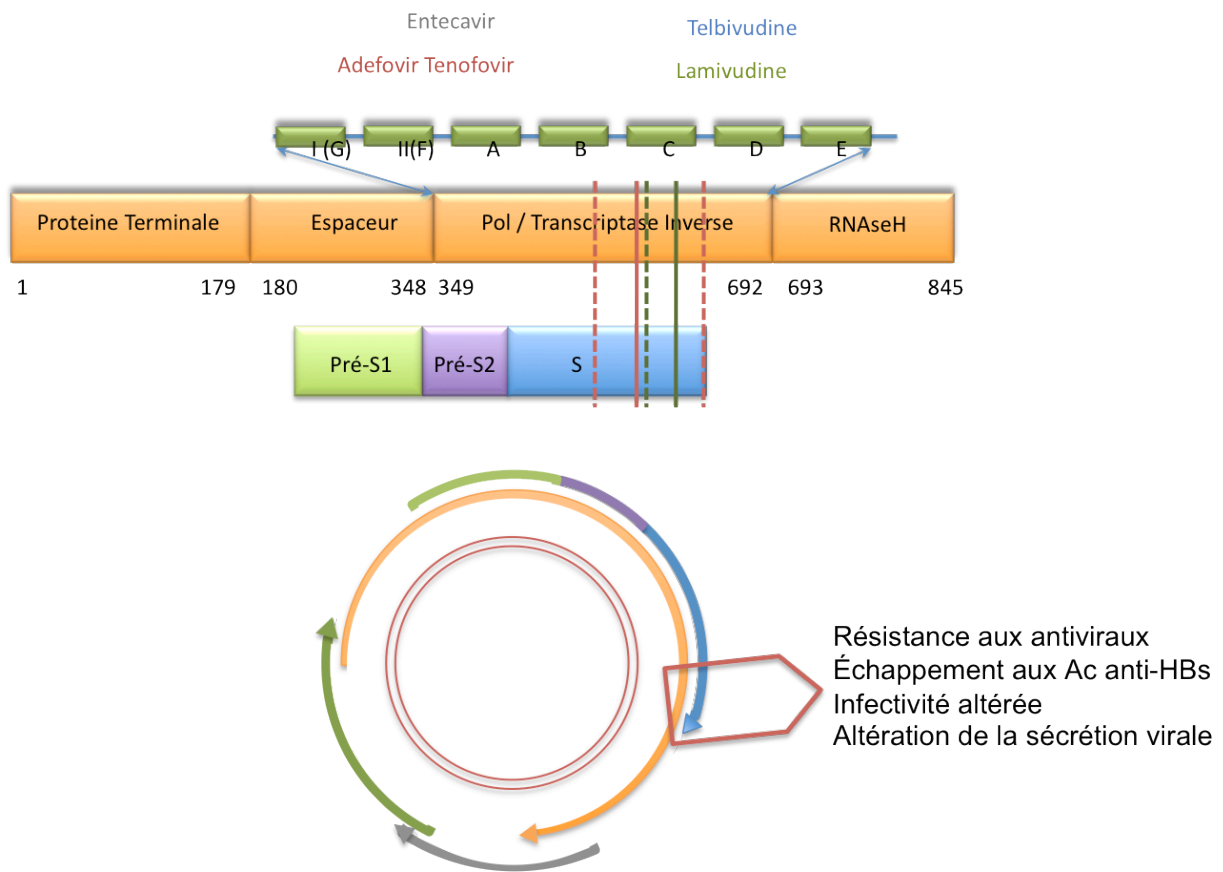 Entecavir
Telbivudine
Adefovir Tenofovir
Lamivudine
I (G) II(F) A B C D E
Proteine Terminale Espaceur Pol / Transcriptase Inverse RNAseH
1 179 180 348 349 692 693 845
Pré-S1 Pré-S2 S
Résistance aux antiviraux
Échappement aux Ac anti-HBs
Infectivité altérée
Altération de la sécrétion virale